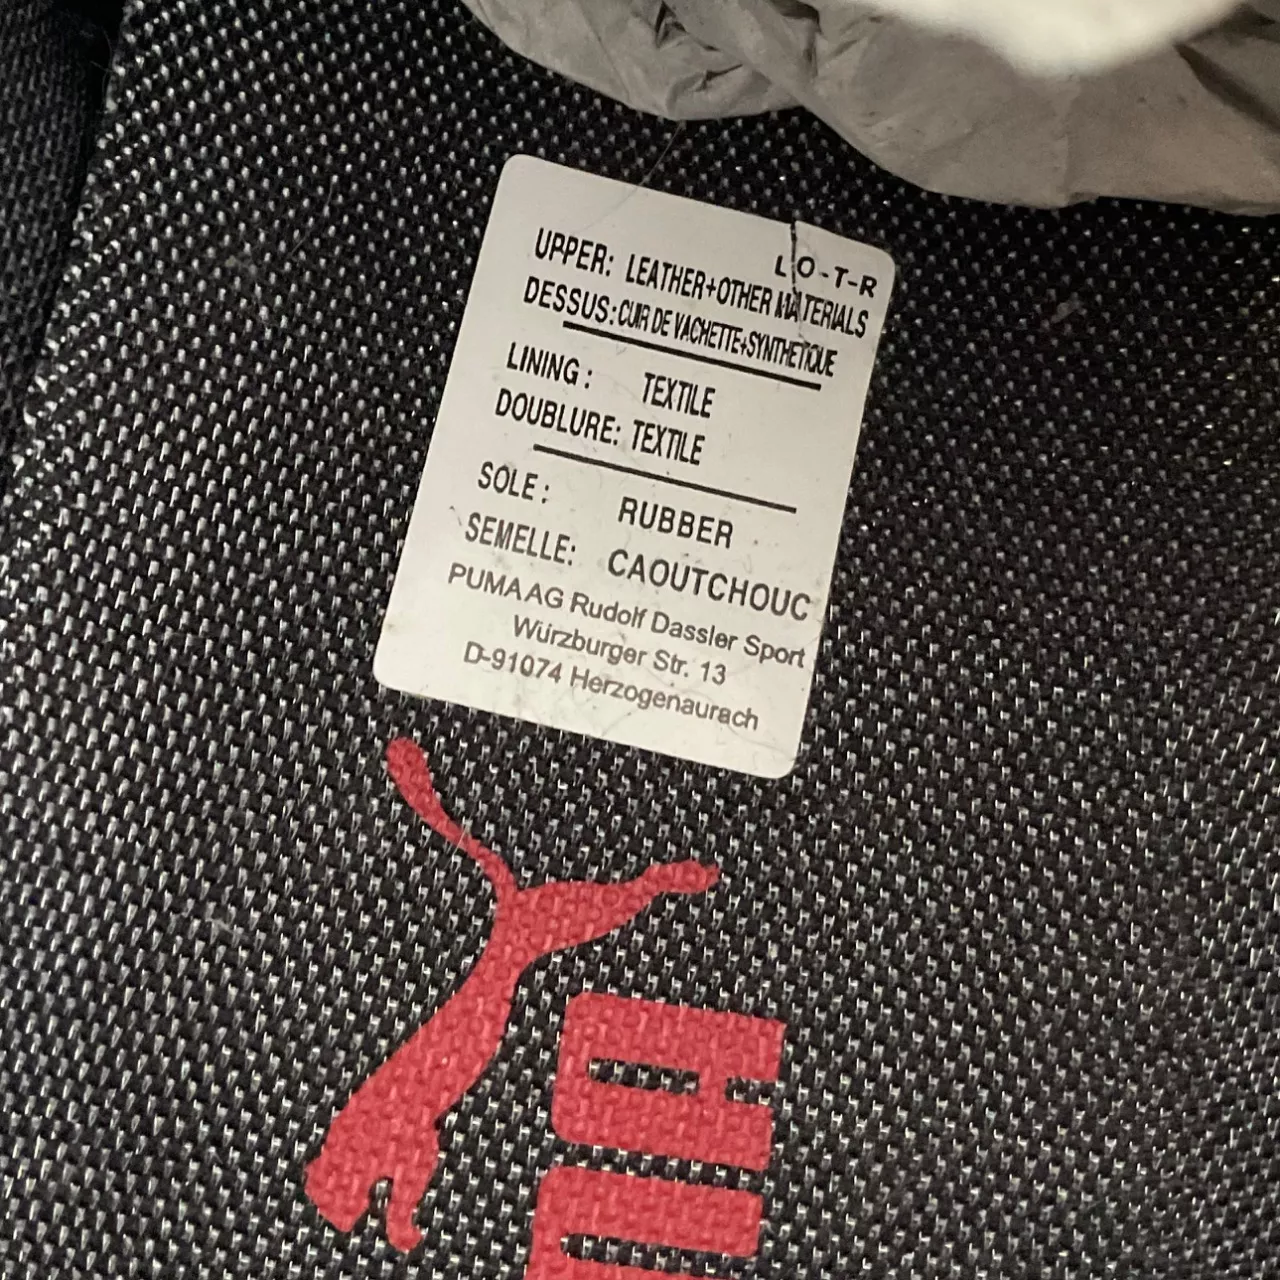 L O-T-R
UPPER: LEATHER+OTHER MATERIALS
DESSUS:CUIR DE VACHETTE+SYNTHETIQUE
LINING: TEXTILE
DOUBLURE: TEXTILE
SOLE: RUBBER
SEMELLE: CAOUTCHOUC
PUMA AG Rudolf Dassler Sport
Würzburger Str. 13
D-91074 Herzogenaurach